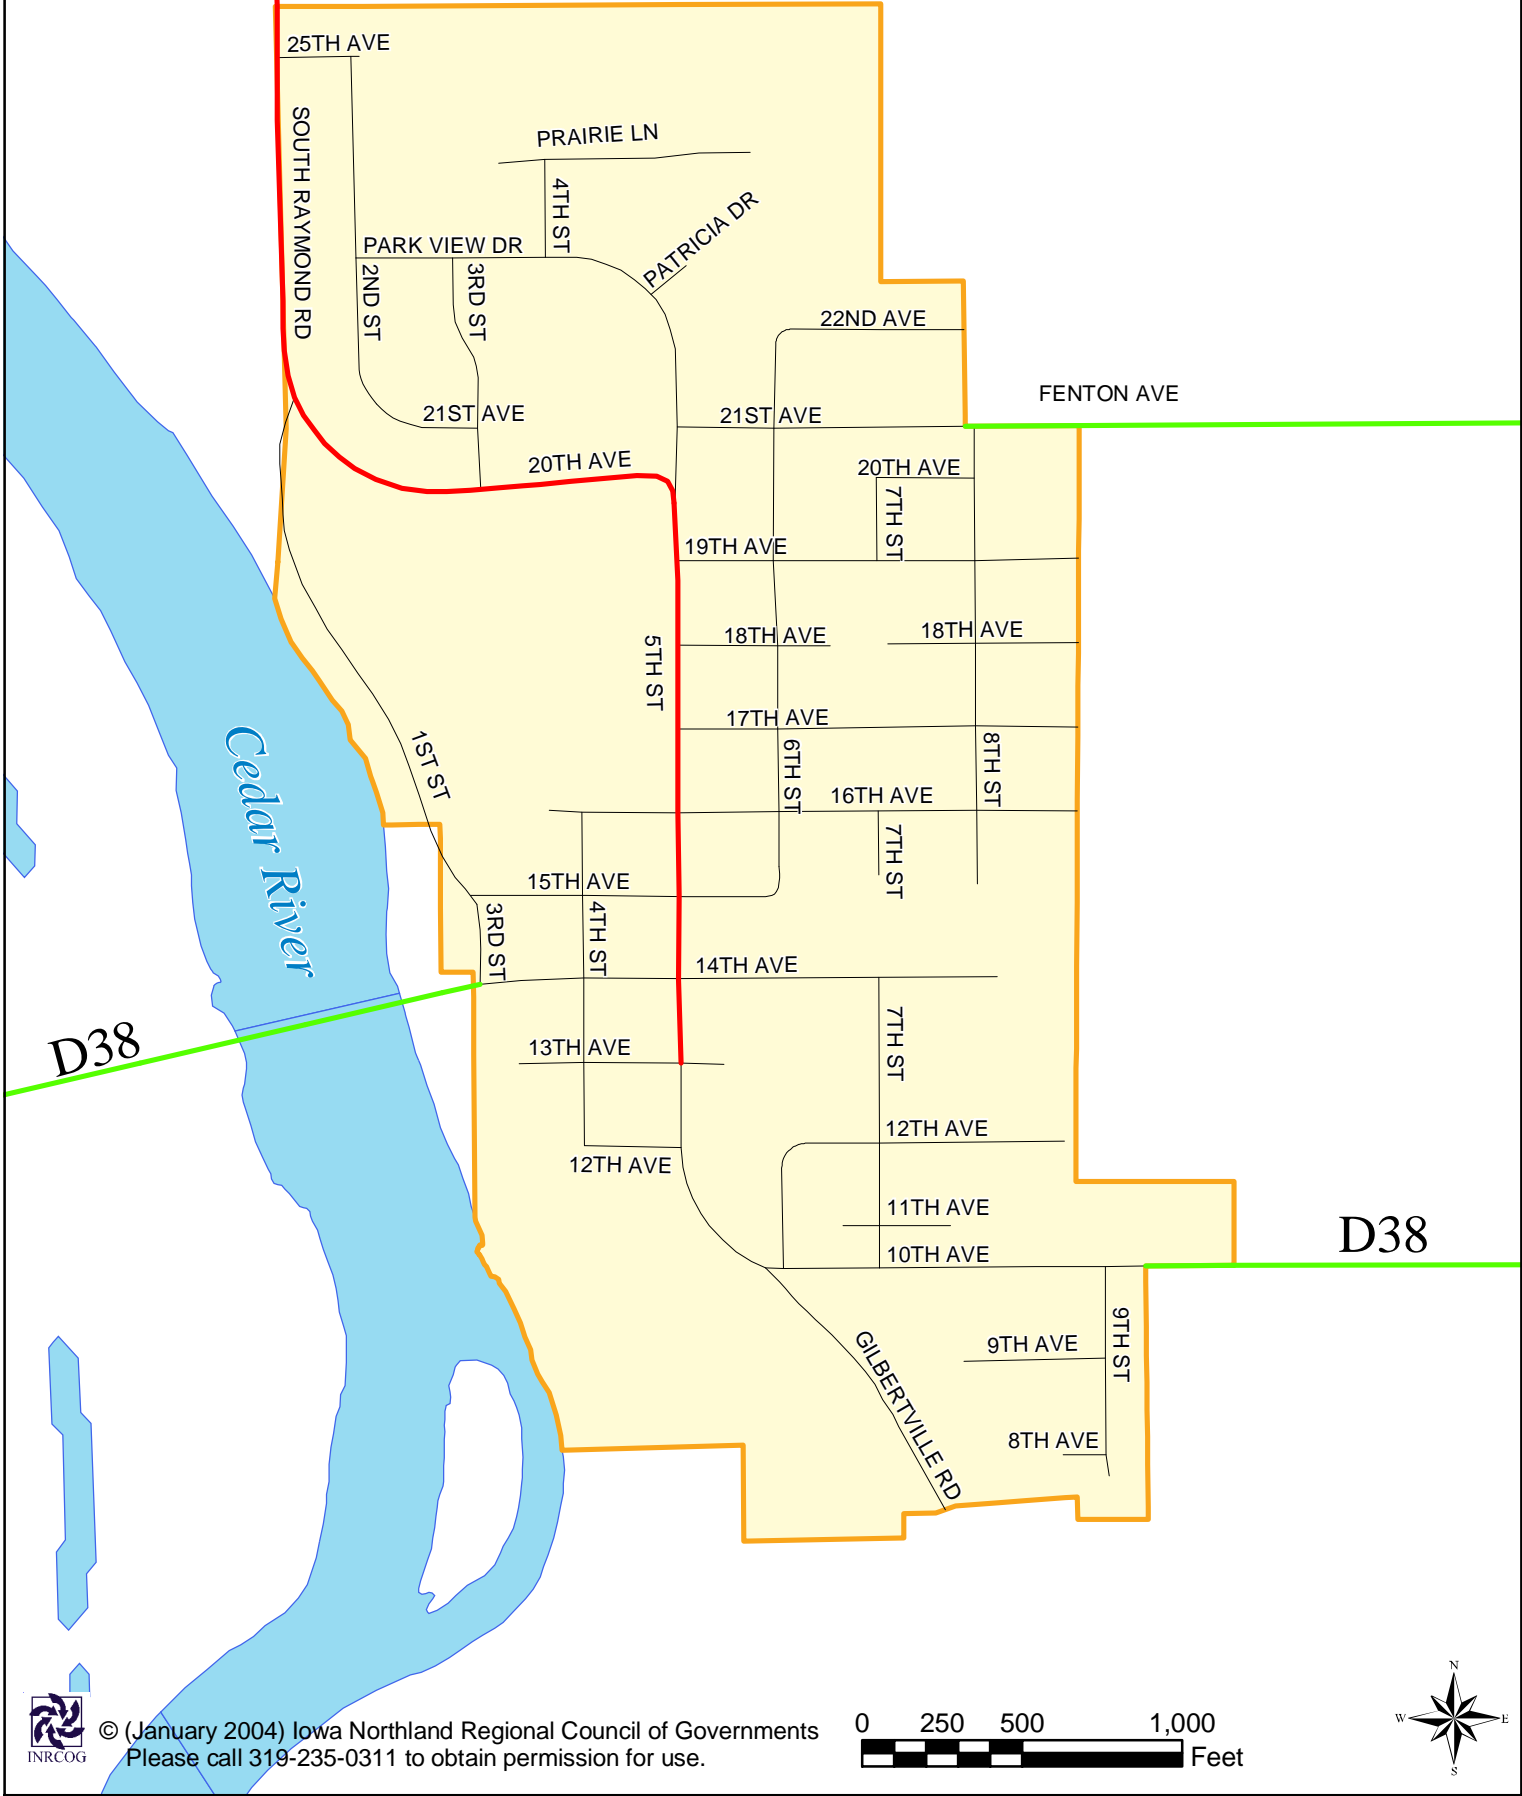 25TH AVE
SOUTH RAYMOND RD
PRAIRIE LN
4TH ST
PATRICIA DR
PARK VIEW DR
2ND ST
3RD ST
22ND AVE
FENTON AVE
21ST AVE
21ST AVE
20TH AVE
20TH AVE
7TH ST
19TH AVE
18TH AVE
18TH AVE
5TH ST
17TH AVE
1ST ST
6TH ST
8TH ST
16TH AVE
Cedar River
7TH ST
15TH AVE
3RD ST
4TH ST
14TH AVE
D38
7TH ST
13TH AVE
12TH AVE
12TH AVE
11TH AVE
D38
10TH AVE
9TH ST
9TH AVE
GILBERTVILLE RD
8TH AVE
N
W E
S
INRCOG
© (January 2004) Iowa Northland Regional Council of Governments
Please call 319-235-0311 to obtain permission for use.
0 250 500 1,000
Feet